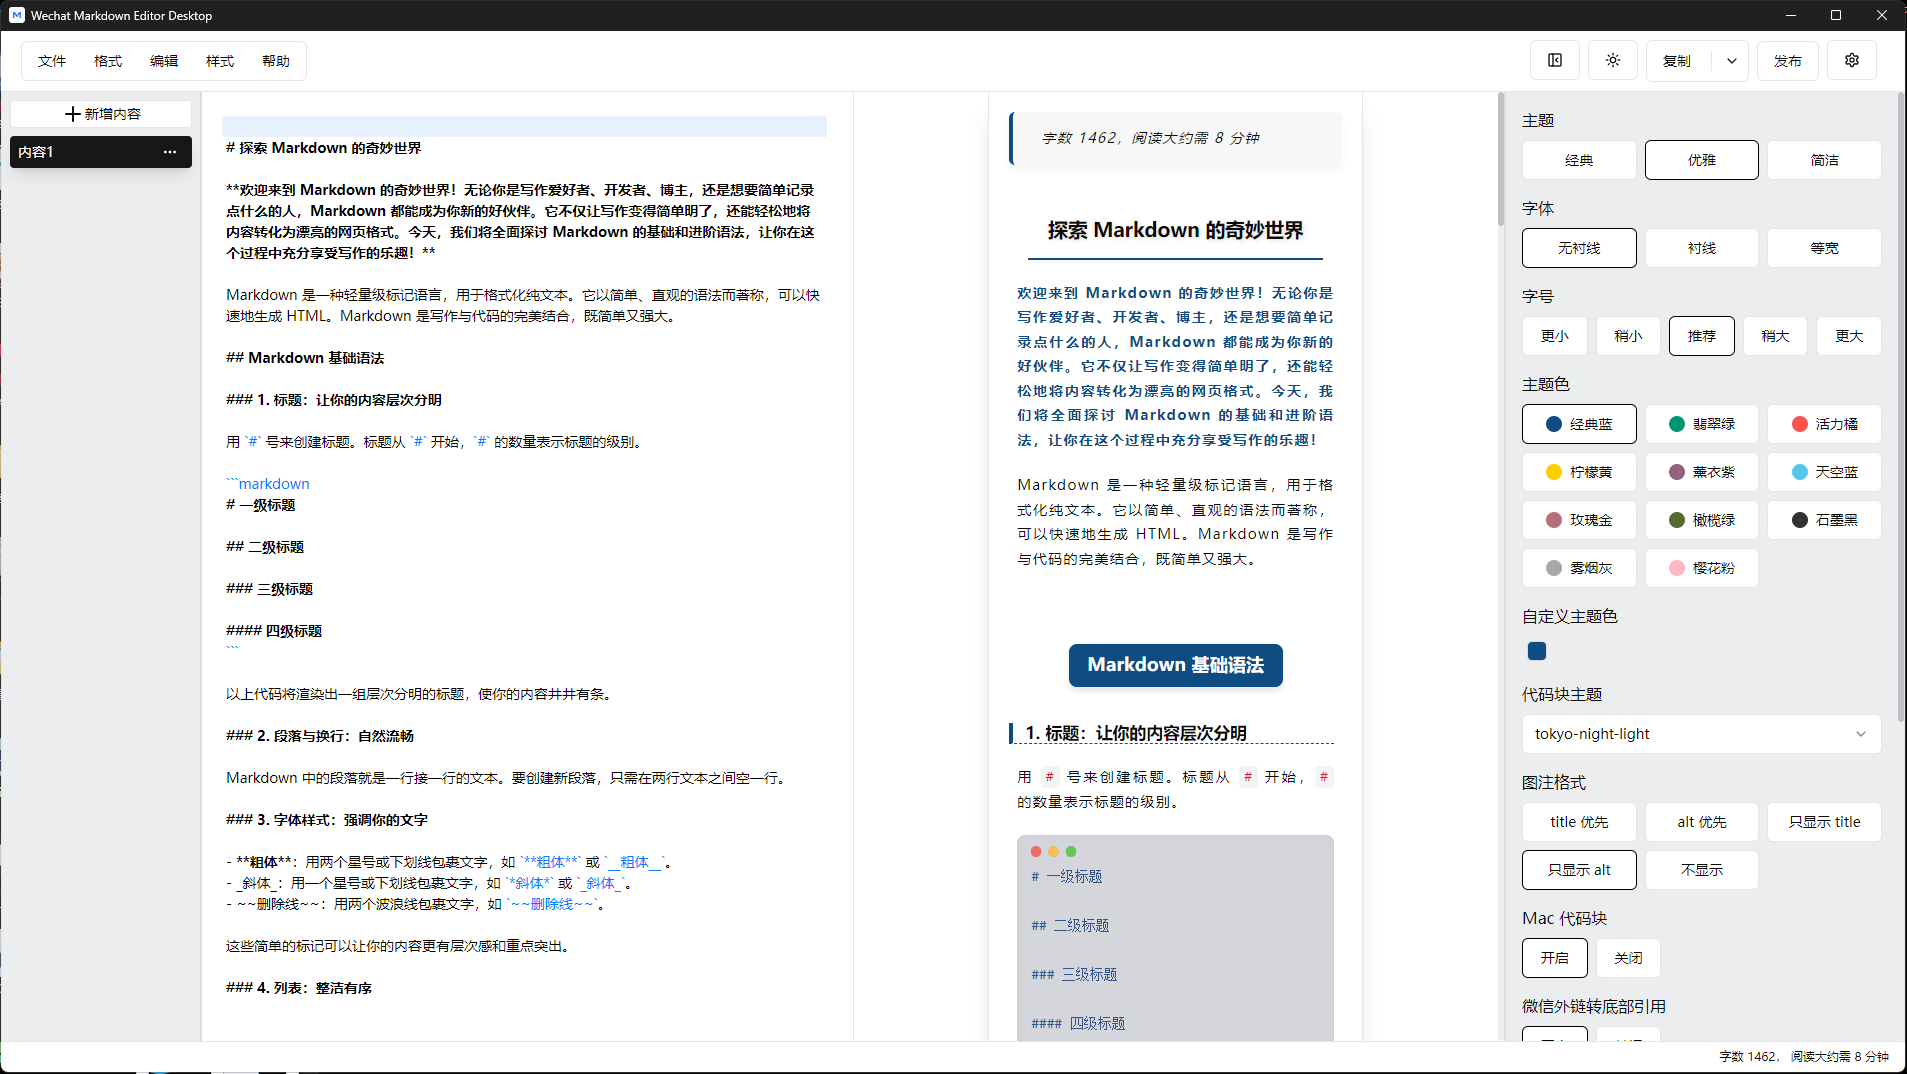 Wechat Markdown Editor Desktop
文件 格式 编辑 样式 帮助
复制 发布
新增内容
内容1
# 探索 Markdown 的奇妙世界
**欢迎来到 Markdown 的奇妙世界！无论你是写作爱好者、开发者、博主，还是想要简单记录
点什么的人，Markdown 都能成为你新的好伙伴。它不仅让写作变得简单明了，还能轻松地将
内容转化为漂亮的网页格式。今天，我们将全面探讨 Markdown 的基础和进阶语法，让你在这
个过程中充分享受写作的乐趣！**
Markdown 是一种轻量级标记语言，用于格式化纯文本。它以简单、直观的语法而著称，可以快
速地生成 HTML。Markdown 是写作与代码的完美结合，既简单又强大。
## Markdown 基础语法
### 1. 标题：让你的内容层次分明
用 `#` 号来创建标题。标题从 `#` 开始，`#` 的数量表示标题的级别。
```markdown
# 一级标题
## 二级标题
### 三级标题
#### 四级标题
```
以上代码将渲染出一组层次分明的标题，使你的内容井井有条。
### 2. 段落与换行：自然流畅
Markdown 中的段落就是一行接一行的文本。要创建新段落，只需在两行文本之间空一行。
### 3. 字体样式：强调你的文字
- **粗体**：用两个星号或下划线包裹文字，如 `**粗体**` 或 `__粗体__`。
- _斜体_：用一个星号或下划线包裹文字，如 `*斜体*` 或 `_斜体_`。
- ~~删除线~~：用两个波浪线包裹文字，如 `~~删除线~~`。
这些简单的标记可以让你的内容更有层次感和重点突出。
### 4. 列表：整洁有序
字数 1462，阅读大约需 8 分钟
探索 Markdown 的奇妙世界
欢迎来到 Markdown 的奇妙世界！无论你是
写作爱好者、开发者、博主，还是想要简单记
录点什么的人，Markdown 都能成为你新的
好伙伴。它不仅让写作变得简单明了，还能轻
松地将内容转化为漂亮的网页格式。今天，我
们将全面探讨 Markdown 的基础和进阶语
法，让你在这个过程中充分享受写作的乐趣！
Markdown 是一种轻量级标记语言，用于格
式化纯文本。它以简单、直观的语法而著称，
可以快速地生成 HTML。Markdown 是写作
与代码的完美结合，既简单又强大。
Markdown 基础语法
1. 标题：让你的内容层次分明
用 # 号来创建标题。标题从 # 开始，#
的数量表示标题的级别。
# 一级标题
## 二级标题
### 三级标题
#### 四级标题
主题
经典 优雅 简洁
字体
无衬线 衬线 等宽
字号
更小 稍小 推荐 稍大 更大
主题色
经典蓝 翡翠绿 活力橘
柠檬黄 薰衣紫 天空蓝
玫瑰金 橄榄绿 石墨黑
雾烟灰 樱花粉
自定义主题色
代码块主题
tokyo-night-light
图注格式
title 优先 alt 优先 只显示 title
只显示 alt 不显示
Mac 代码块
开启 关闭
微信外链转底部引用
字数 1462， 阅读大约需 8 分钟